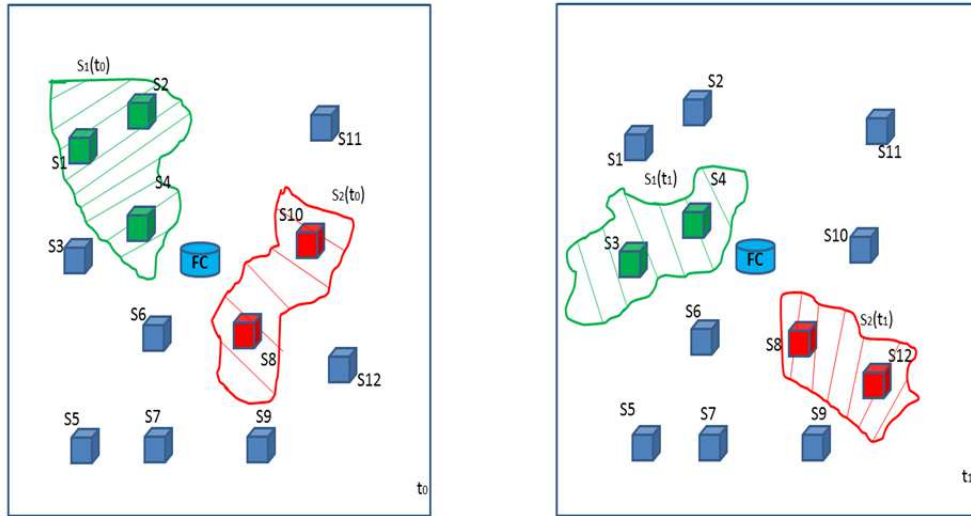 S₁(t₀)
S2
S1
S11
S4
S₂(t₀)
S10
S3
FC
S6
S8
S12
S5
S7
S9
t₀
S2
S1
S11
S₁(t₁)
S4
S10
S3
FC
S6
S₂(t₁)
S8
S12
S5
S7
S9
t₁